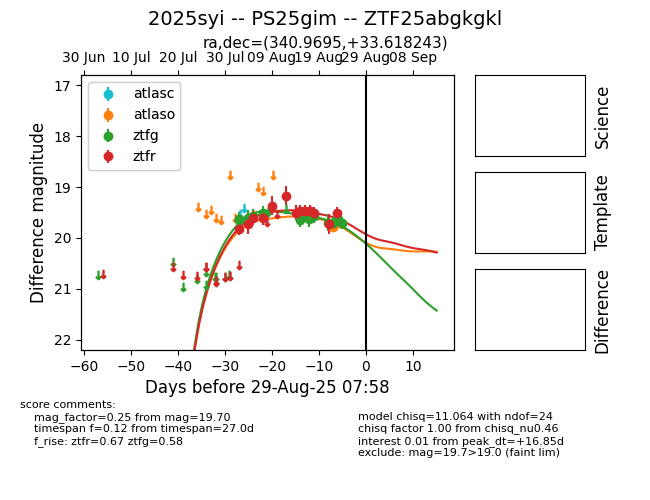 2025syi -- PS25gim -- ZTF25abgkgkl
ra,dec=(340.9695,+33.618243)
30 Jun 10 Jul 20 Jul 30 Jul 09 Aug 19 Aug 29 Aug 08 Sep
17
18
19
20
21
22
Difference magnitude
atlasc
atlaso
ztfg
ztfr
−60 −50 −40 −30 −20 −10 0 10
Days before 29-Aug-25 07:58
Science
Template
Difference
score comments:
mag_factor=0.25 from mag=19.70
timespan f=0.12 from timespan=27.0d
f_rise: ztfr=0.67 ztfg=0.58
model chisq=11.064 with ndof=24
chisq factor 1.00 from chisq_nu0.46
interest 0.01 from peak_dt=+16.85d
exclude: mag=19.7>19.0 (faint lim)